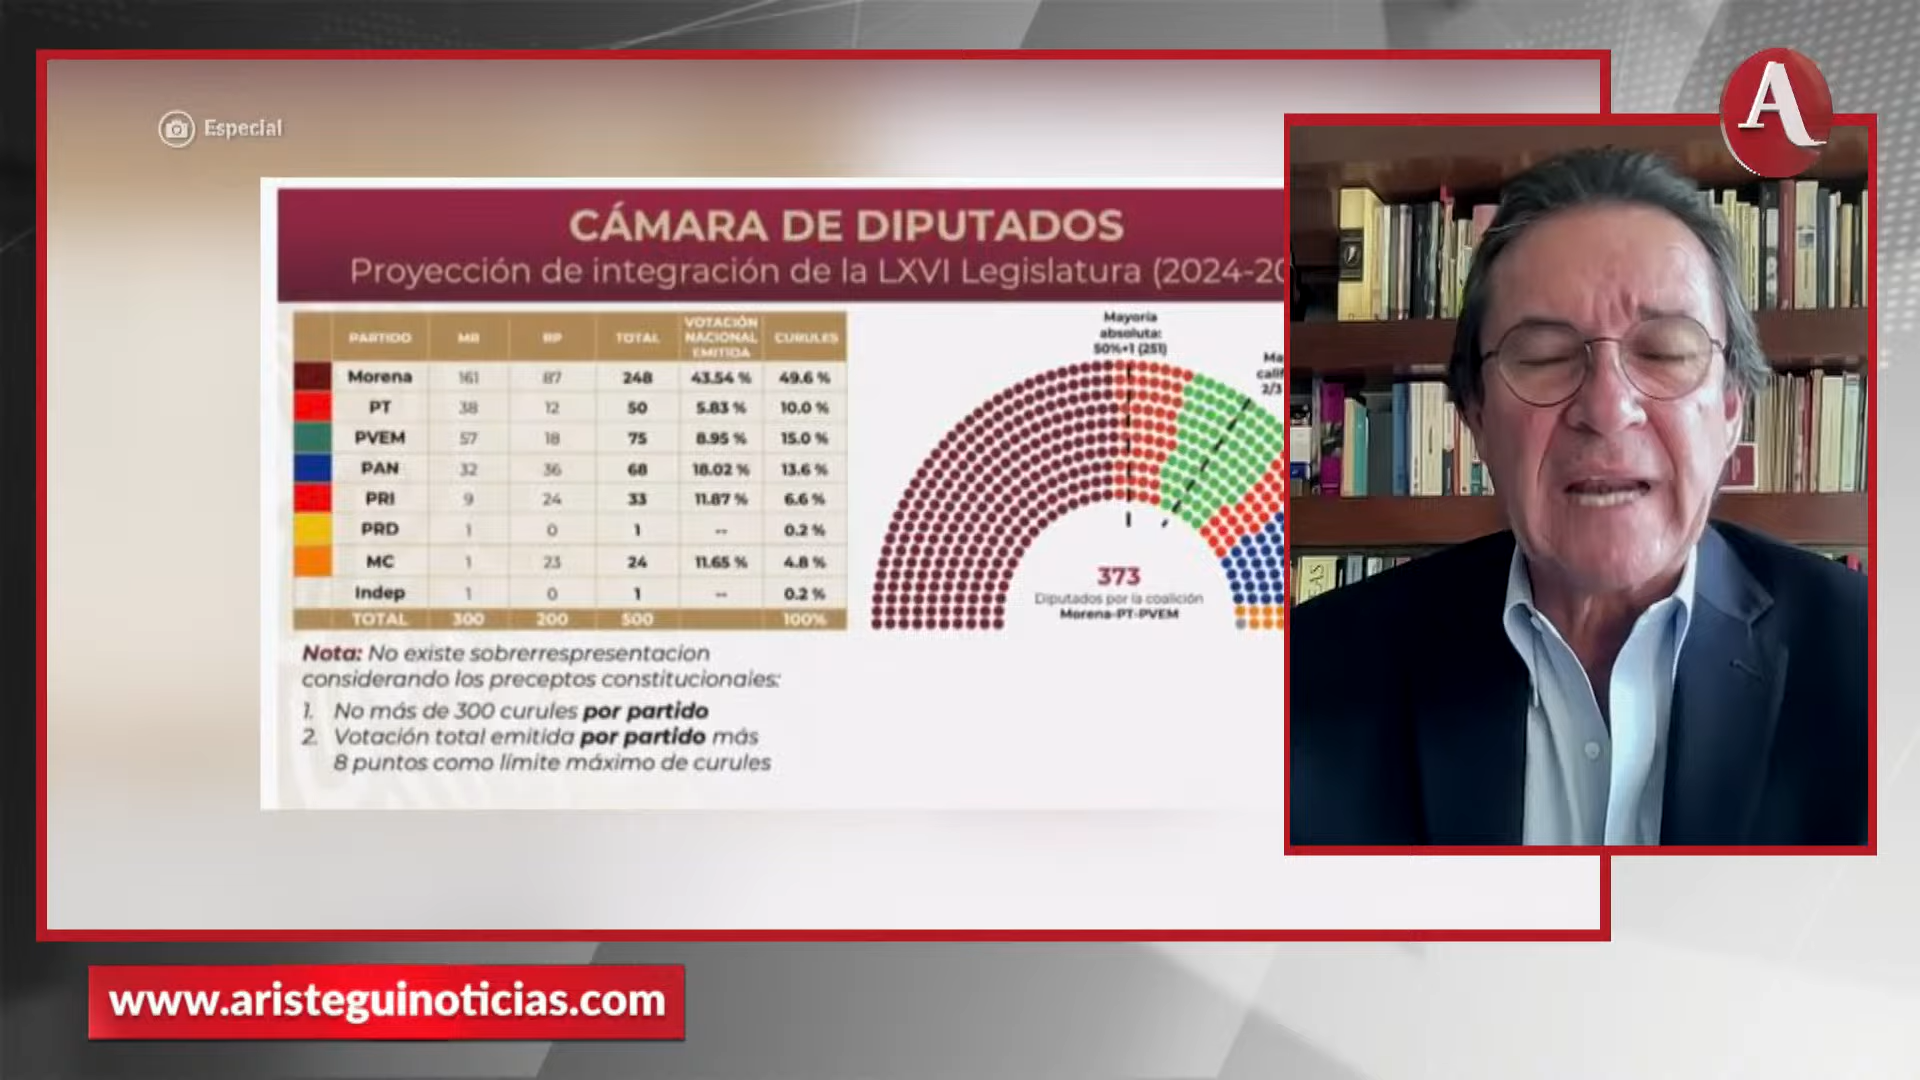 Especial
A
CÁMARA DE DIPUTADOS
Proyección de integración de la LXVI Legislatura (2024-20
PARTIDO MR RP TOTAL VOTACIÓN NACIONAL EMITIDA CURULES
Morena 161 87 248 43.54 % 49.6 %
PT 38 12 50 5.83 % 10.0 %
PVEM 57 18 75 8.95 % 15.0 %
PAN 32 36 68 18.02 % 13.6 %
PRI 9 24 33 11.87 % 6.6 %
PRD 1 0 1 -- 0.2 %
MC 1 23 24 11.65 % 4.8 %
Indep 1 0 1 -- 0.2 %
TOTAL 300 200 500 100%
Mayoría
absoluta:
50%+1 (251)
Ma
calif
2/3
373
Diputados por la coalición
Morena-PT-PVEM
Nota: No existe sobrerrespresentacion
considerando los preceptos constitucionales:
1. No más de 300 curules por partido
2. Votación total emitida por partido más
8 puntos como límite máximo de curules
www.aristeguinoticias.com